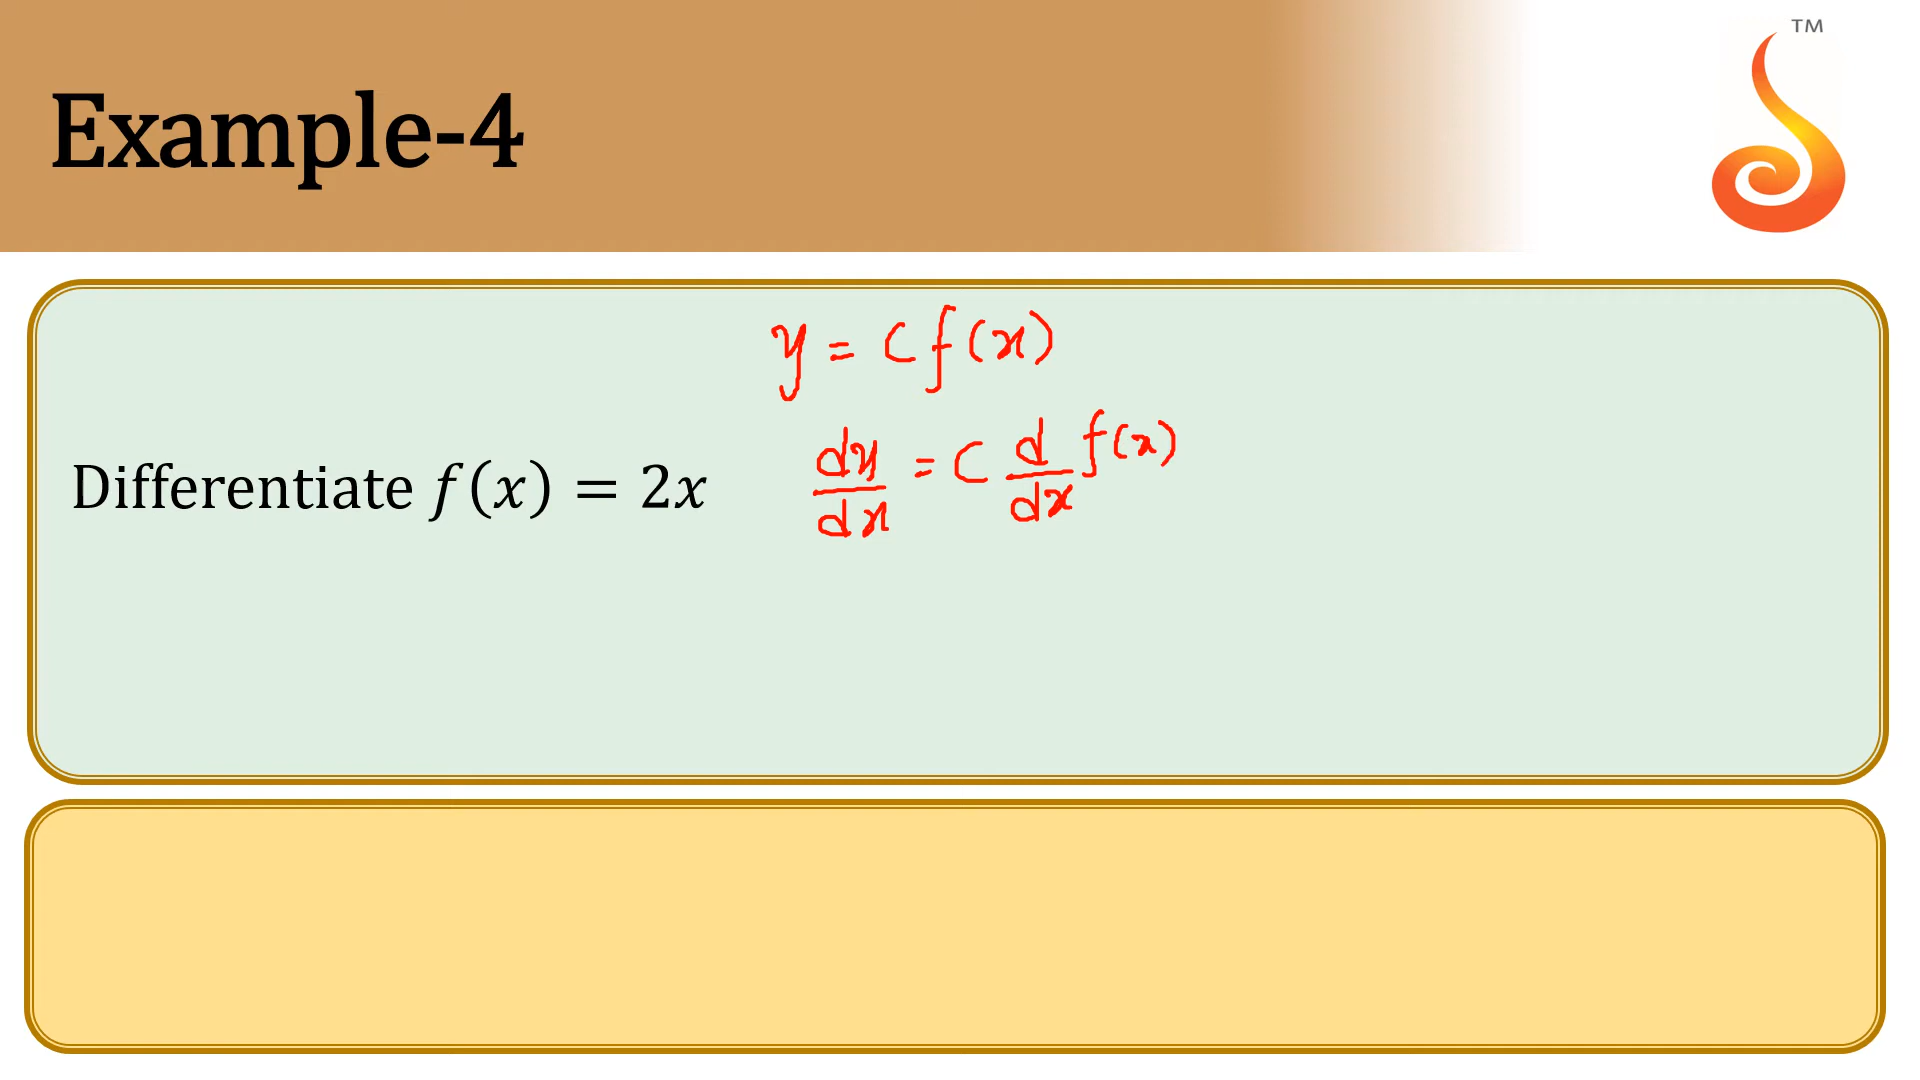 Example-4
TM
y = c f(x)
Differentiate f(x) = 2x
dy/dx = c d/dx f(x)